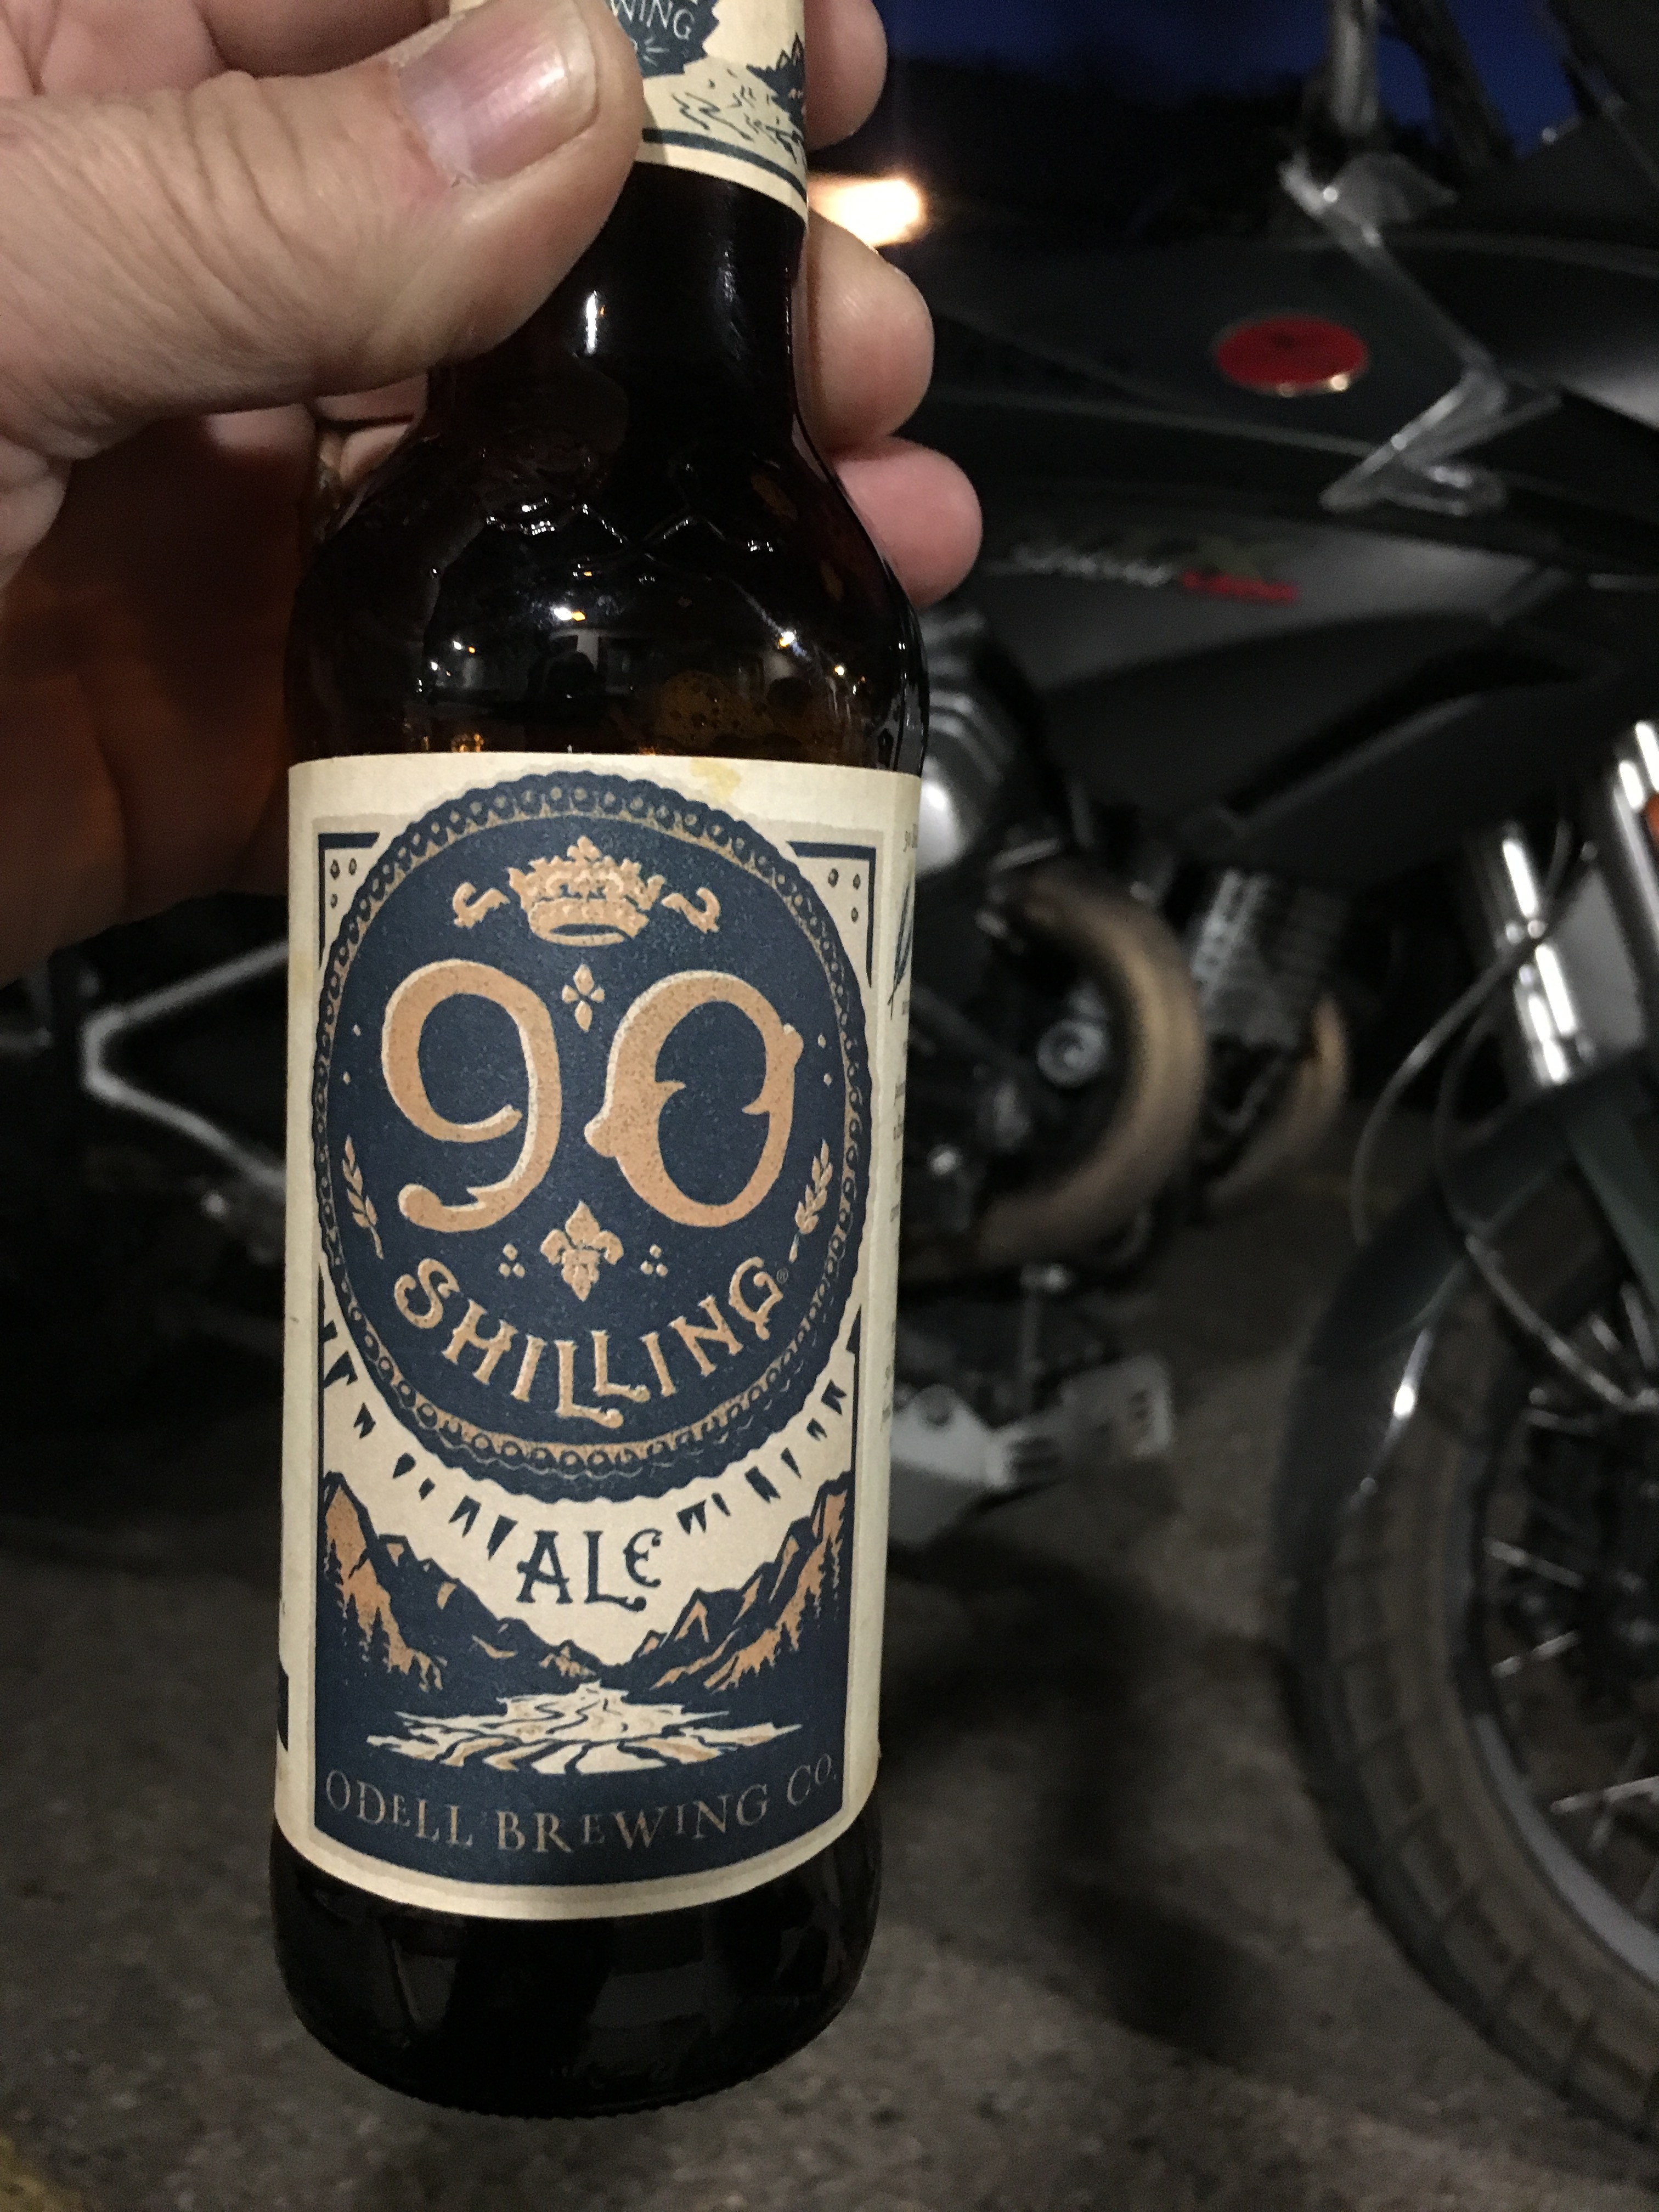 WING
90
SHILLING®
ALE
ODELL BREWING CO.